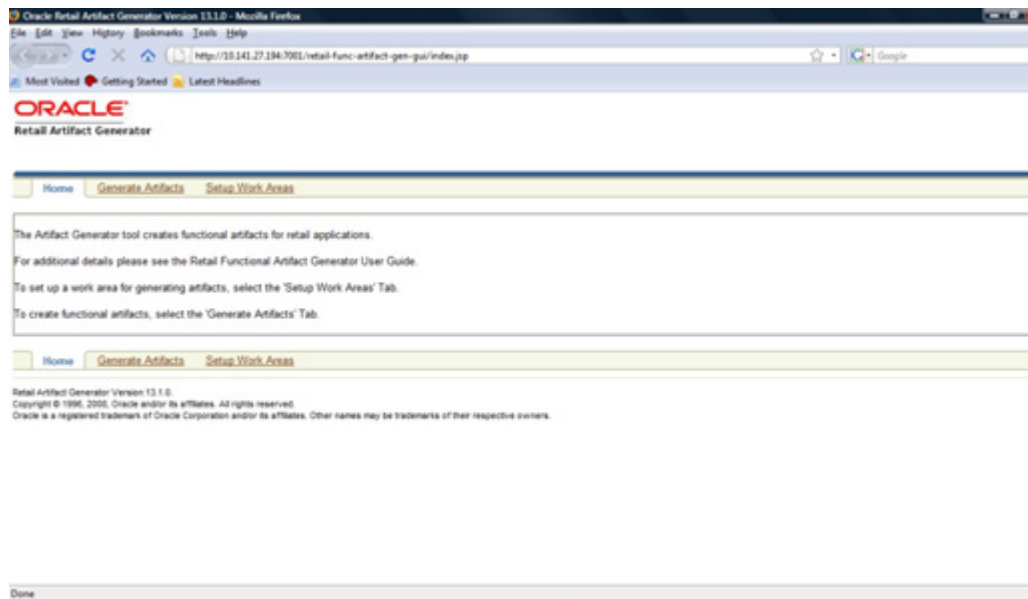 Oracle Retail Artifact Generator Version 13.1.0 - Mozilla Firefox
File Edit View History Bookmarks Tools Help
http://10.141.27.194:7001/retail-func-artifact-gen-gui/index.jsp
Google
Most Visited Getting Started Latest Headlines
ORACLE
Retail Artifact Generator
Home Generate Artifacts Setup Work Areas
The Artifact Generator tool creates functional artifacts for retail applications.
For additional details please see the Retail Functional Artifact Generator User Guide.
To set up a work area for generating artifacts, select the 'Setup Work Areas' Tab.
To create functional artifacts, select the 'Generate Artifacts' Tab.
Home Generate Artifacts Setup Work Areas
Retail Artifact Generator Version 13.1.0.
Copyright © 1996, 2008, Oracle and/or its affiliates. All rights reserved.
Oracle is a registered trademark of Oracle Corporation and/or its affiliates. Other names may be trademarks of their respective owners.
Done